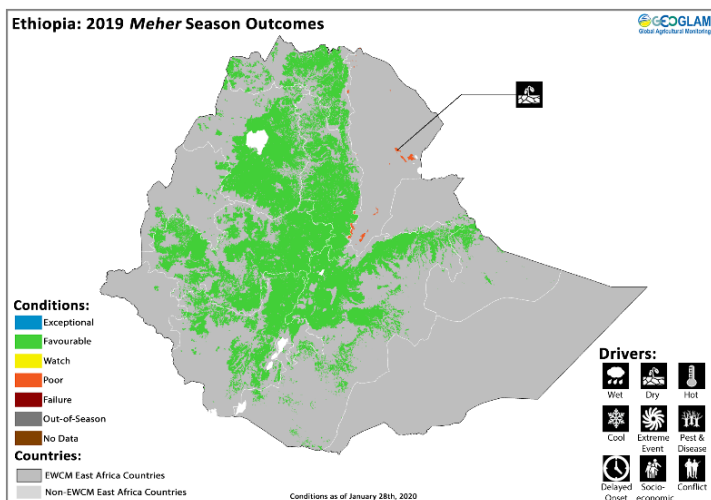 Ethiopia: 2019 Meher Season Outcomes
GEOGLAM
Global Agricultural Monitoring
Conditions:
Exceptional
Favourable
Watch
Poor
Failure
Out-of-Season
No Data
Countries:
EWCM East Africa Countries
Non-EWCM East Africa Countries
Conditions as of January 28th, 2020
Drivers:
Wet
Dry
Hot
Cool
Extreme
Event
Pest &
Disease
Delayed
Onset
Socio-
economic
Conflict